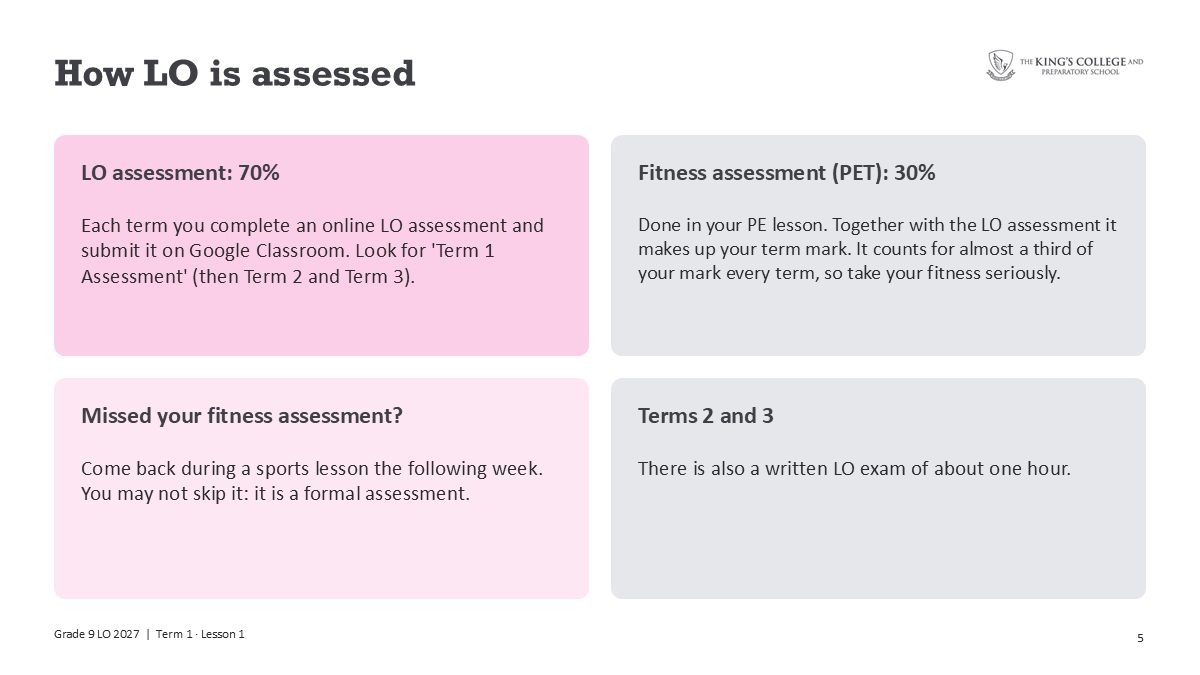 How LO is assessed
THE KING'S COLLEGE AND
PREPARATORY SCHOOL
LO assessment: 70%
Each term you complete an online LO assessment and
submit it on Google Classroom. Look for 'Term 1
Assessment' (then Term 2 and Term 3).
Fitness assessment (PET): 30%
Done in your PE lesson. Together with the LO assessment it
makes up your term mark. It counts for almost a third of
your mark every term, so take your fitness seriously.
Missed your fitness assessment?
Come back during a sports lesson the following week.
You may not skip it: it is a formal assessment.
Terms 2 and 3
There is also a written LO exam of about one hour.
Grade 9 LO 2027 | Term 1 · Lesson 1
5